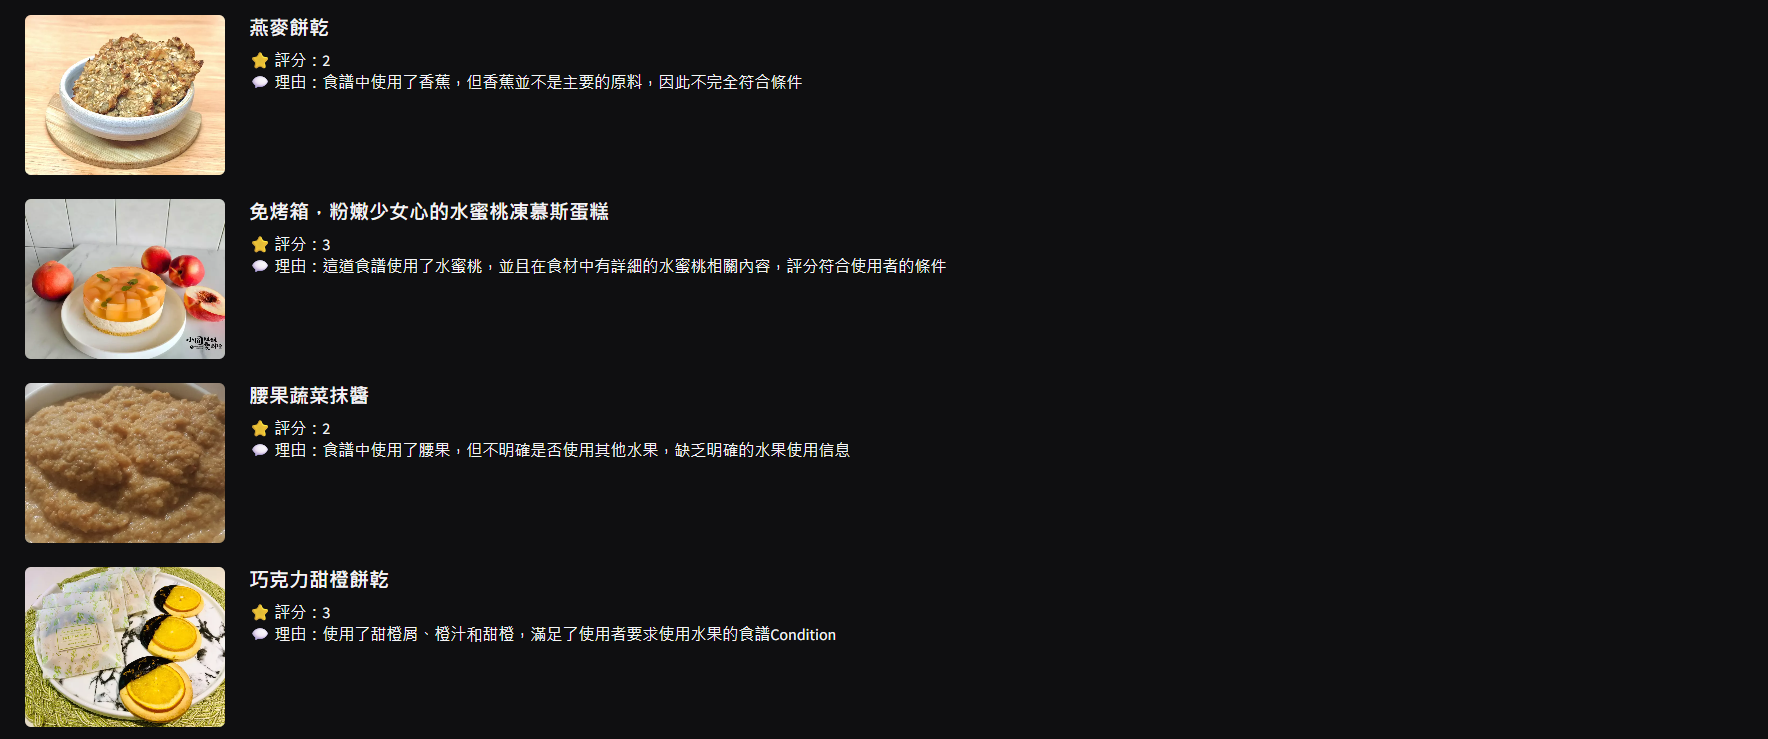 燕麥餅乾
⭐ 評分：2
💬 理由：食譜中使用了香蕉，但香蕉並不是主要的原料，因此不完全符合條件
免烤箱．粉嫩少女心的水蜜桃凍慕斯蛋糕
⭐ 評分：3
💬 理由：這道食譜使用了水蜜桃，並且在食材中有詳細的水蜜桃相關內容，評分符合使用者的條件
腰果蔬菜抹醬
⭐ 評分：2
💬 理由：食譜中使用了腰果，但不明確是否使用其他水果，缺乏明確的水果使用信息
巧克力甜橙餅乾
⭐ 評分：3
💬 理由：使用了甜橙屑、橙汁和甜橙，滿足了使用者要求使用水果的食譜Condition